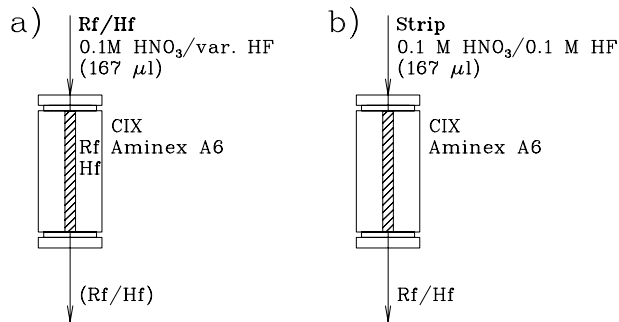 a)
Rf/Hf
0.1M HNO₃/var. HF
(167 μl)
CIX
Aminex A6
Rf
Hf
(Rf/Hf)
b)
Strip
0.1 M HNO₃/0.1 M HF
(167 μl)
CIX
Aminex A6
Rf/Hf